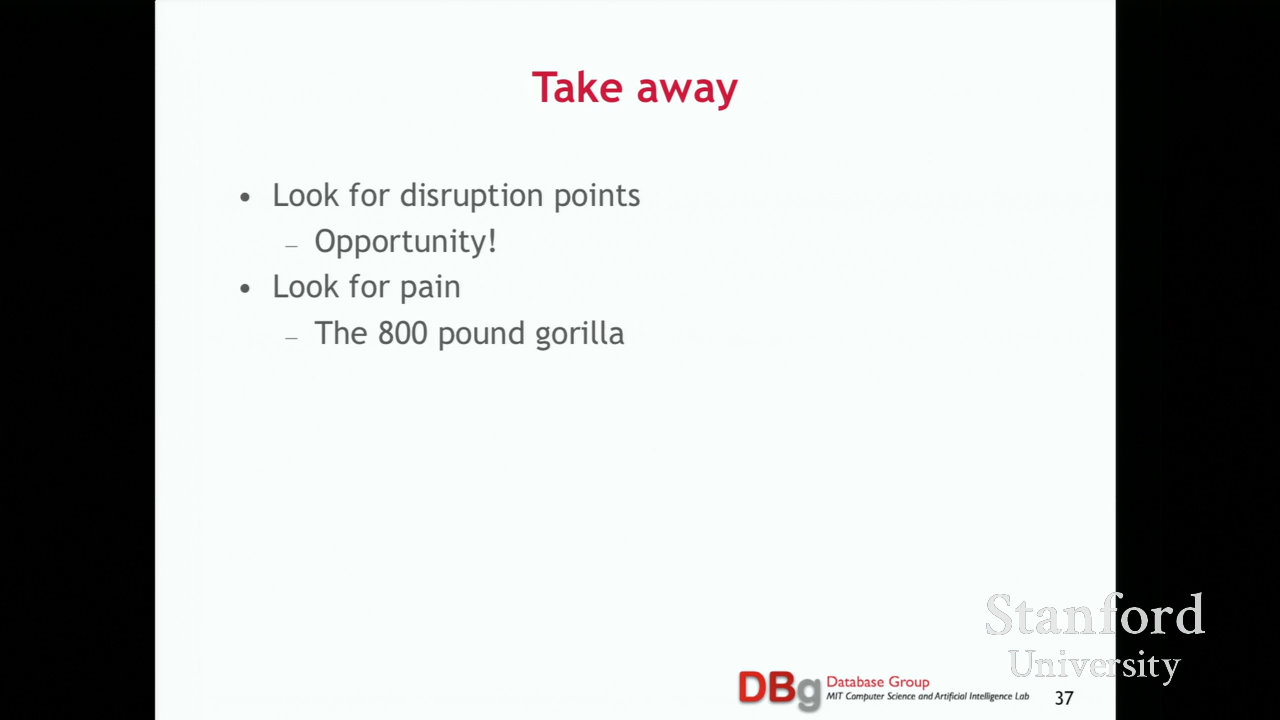 Take away
• Look for disruption points
– Opportunity!
• Look for pain
– The 800 pound gorilla
Stanford
University
DBg Database Group
MIT Computer Science and Artificial Intelligence Lab
37